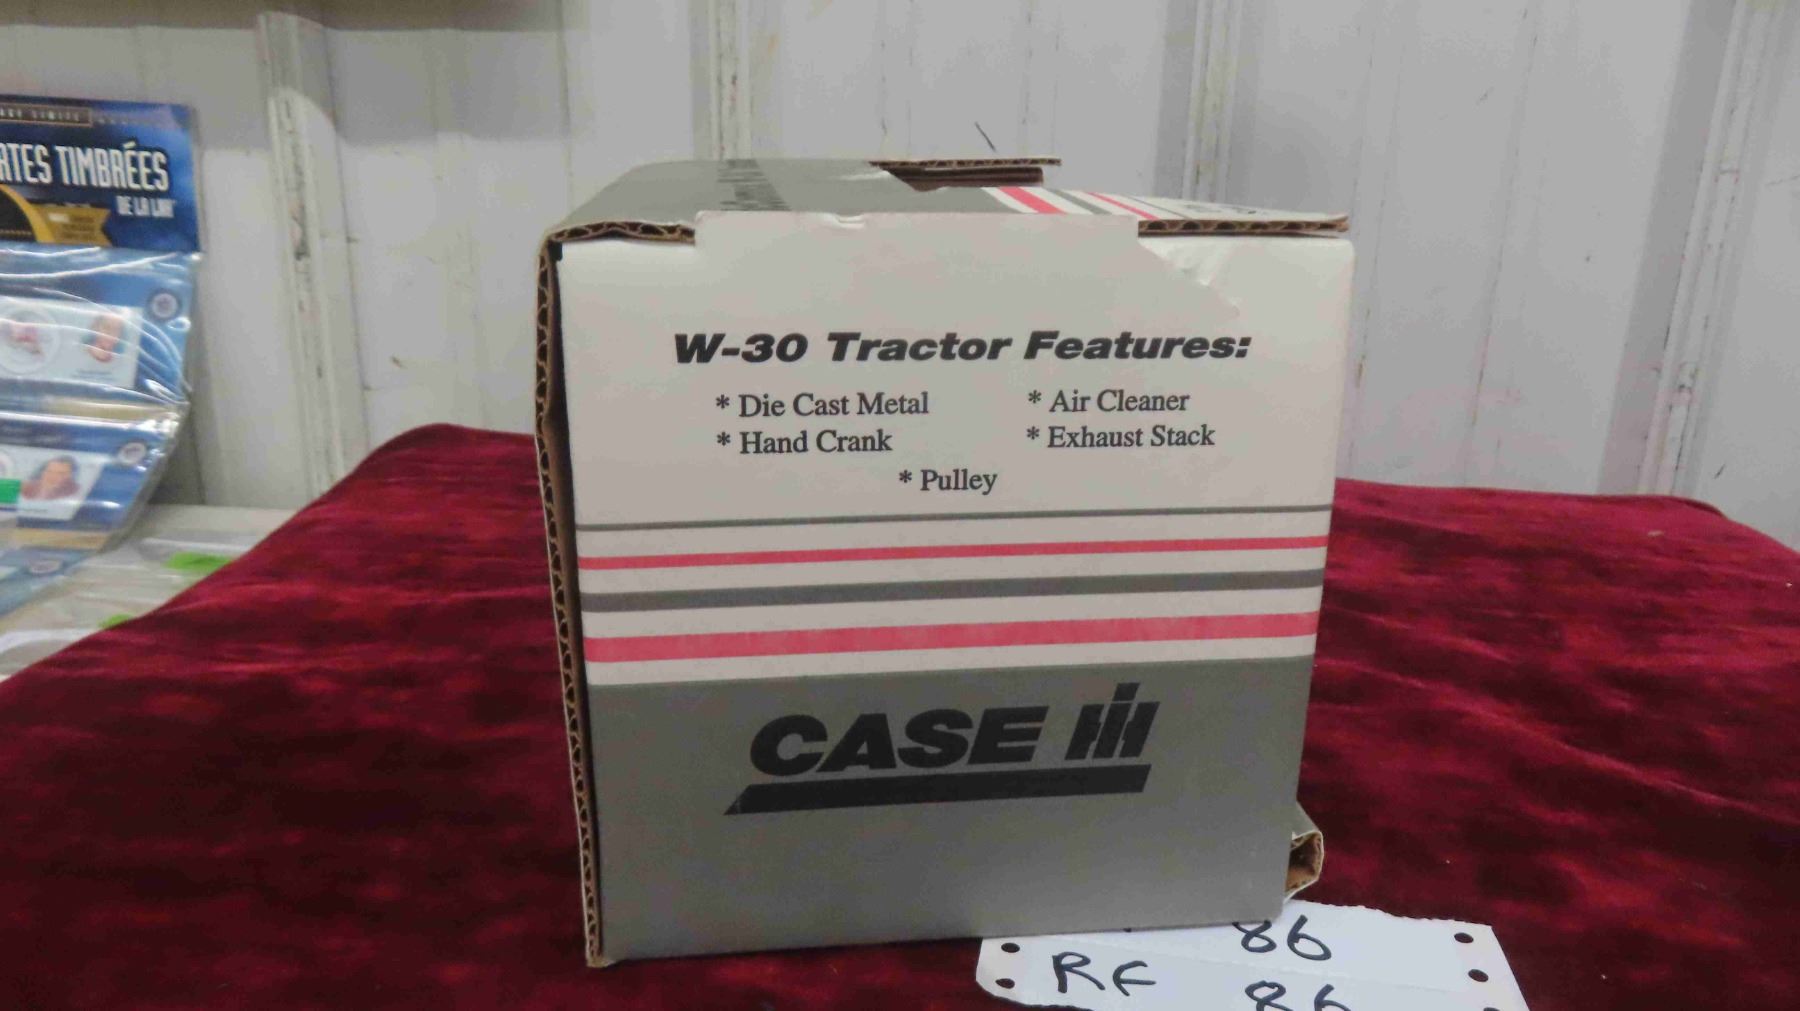 RTES TIMBRÉES
DE LA LNH
W-30 Tractor Features:
* Die Cast Metal
* Air Cleaner
* Hand Crank
* Exhaust Stack
* Pulley
CASE IH
86
RF
86